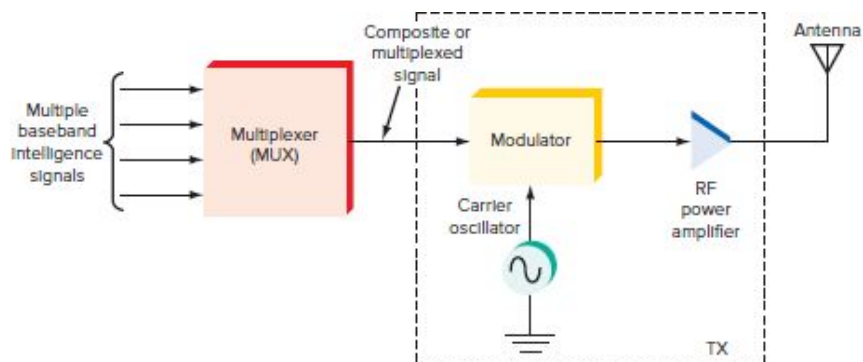 Multiple
baseband
intelligence
signals
Multiplexer
(MUX)
Composite or
multiplexed
signal
Modulator
Carrier
oscillator
RF
power
amplifier
Antenna
TX